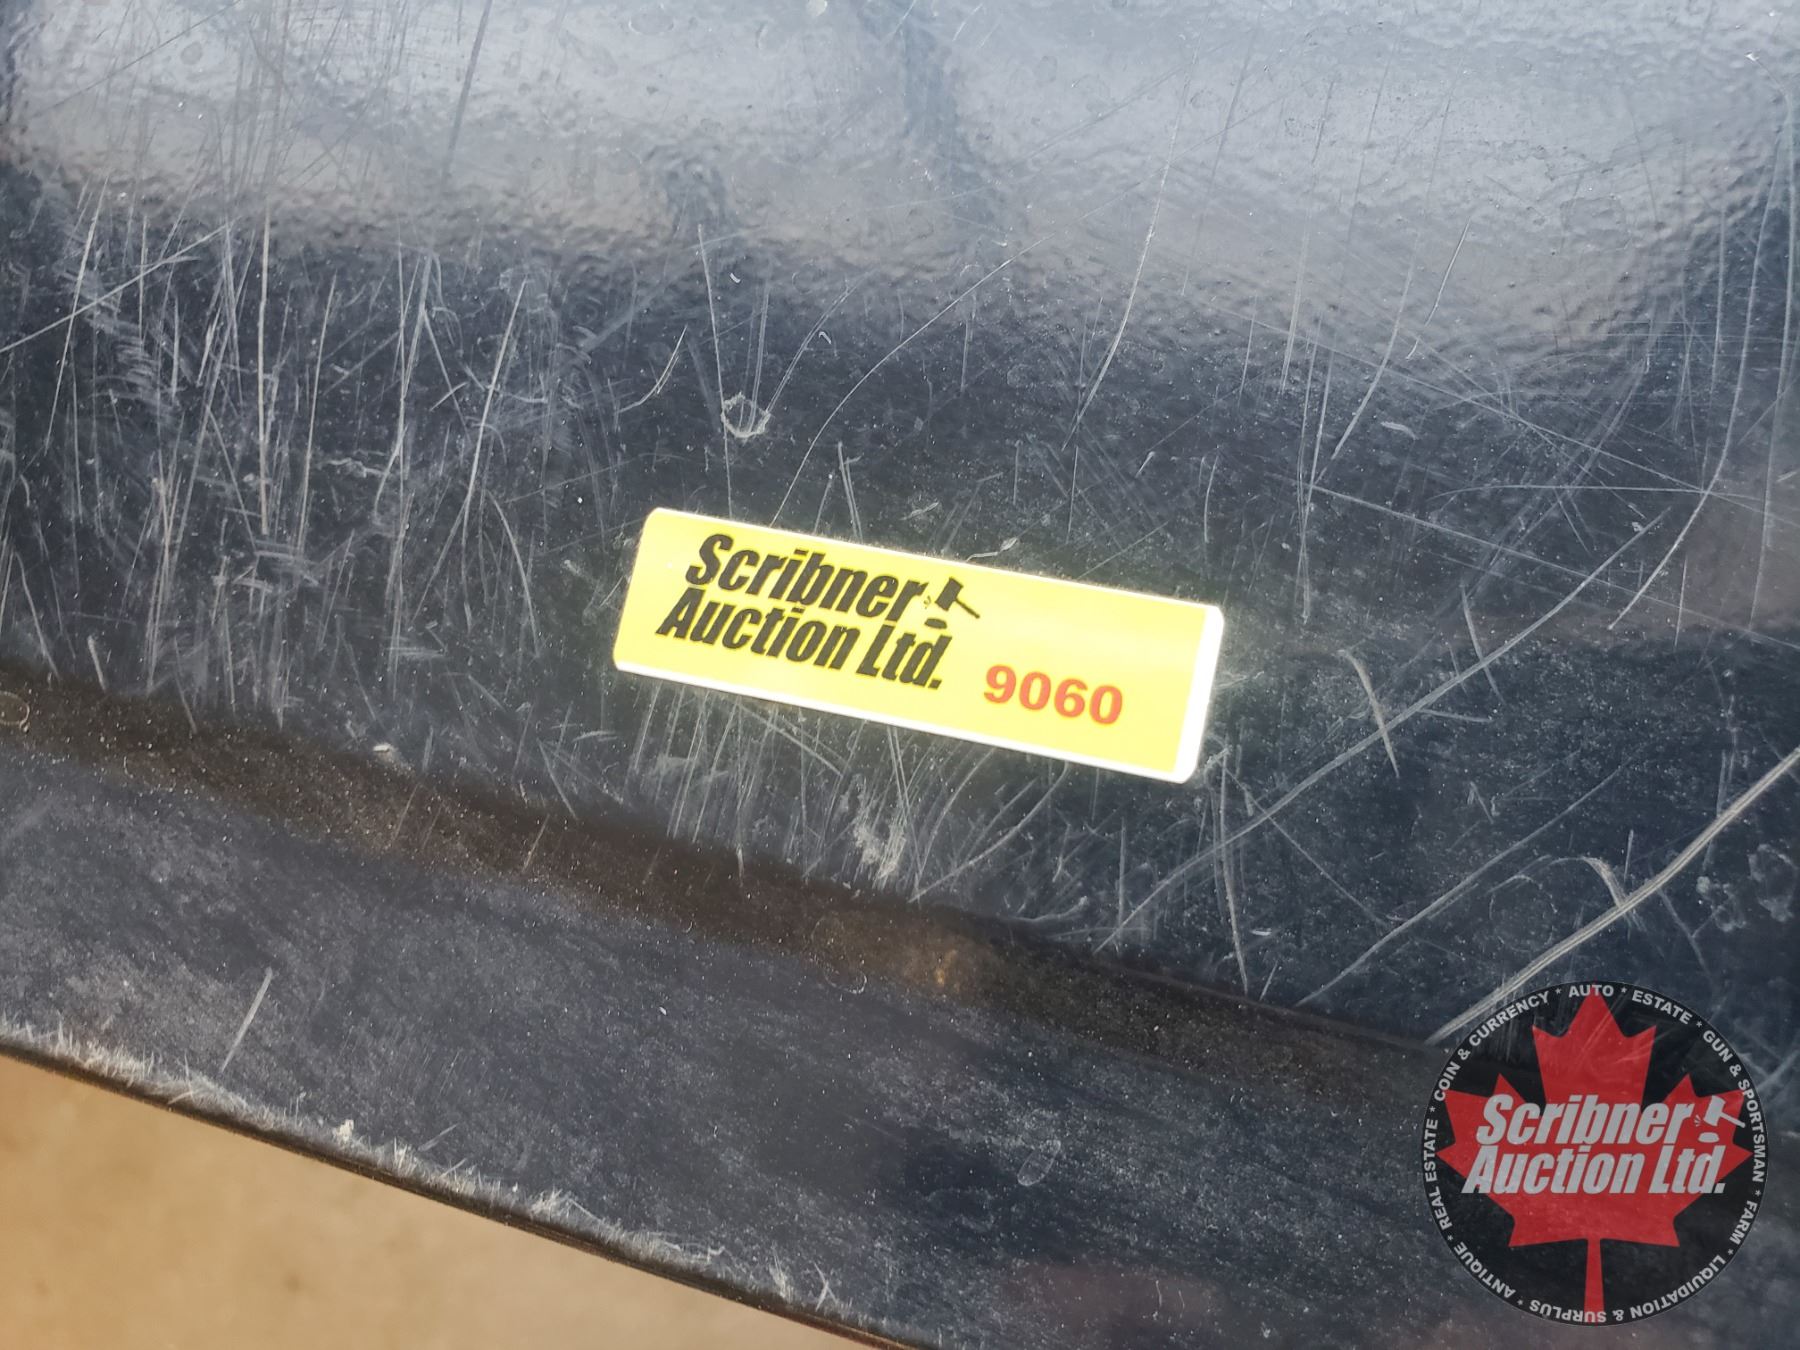 Scribner
Auction Ltd.
9060
REAL ESTATE * COIN & CURRENCY * AUTO * ESTATE * GUN & SPORTSMAN * FARM * LIQUIDATION & SURPLUS * ANTIQUE *
Scribner
Auction Ltd.